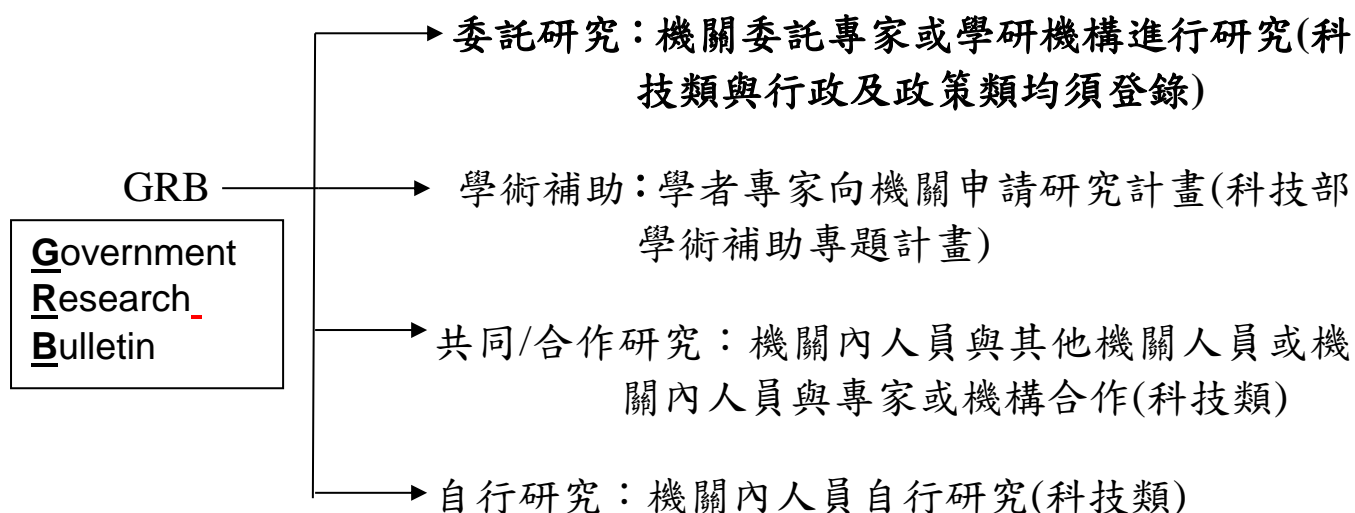 委託研究：機關委託專家或學研機構進行研究(科
技類與行政及政策類均須登錄)
GRB
學術補助：學者專家向機關申請研究計畫(科技部
學術補助專題計畫)
Government
Research
Bulletin
共同/合作研究：機關內人員與其他機關人員或機
關內人員與專家或機構合作(科技類)
自行研究：機關內人員自行研究(科技類)